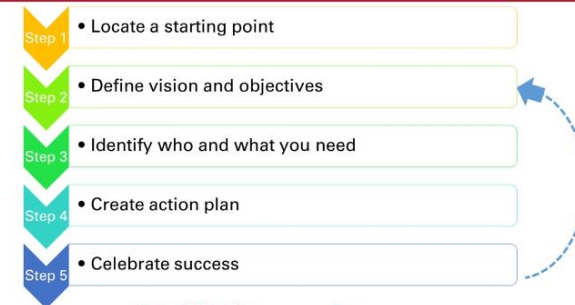 Step 1 • Locate a starting point
Step 2 • Define vision and objectives
Step 3 • Identify who and what you need
Step 4 • Create action plan
Step 5 • Celebrate success